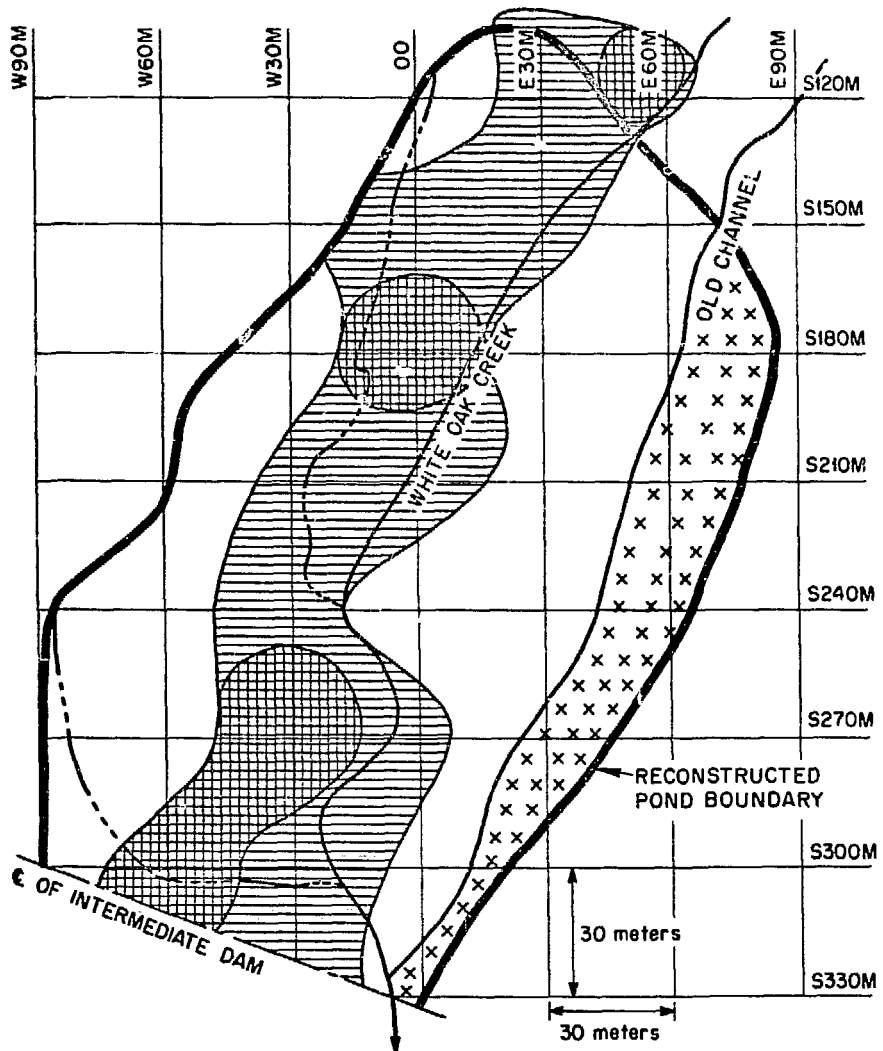 W90M
W60M
W30M
00
E30M
E60M
E90M
S120M
S150M
S180M
S210M
S240M
S270M
S300M
S330M
OLD CHANNEL
WHITE OAK CREEK
RECONSTRUCTED
POND BOUNDARY
℄ OF INTERMEDIATE DAM
30 meters
30 meters